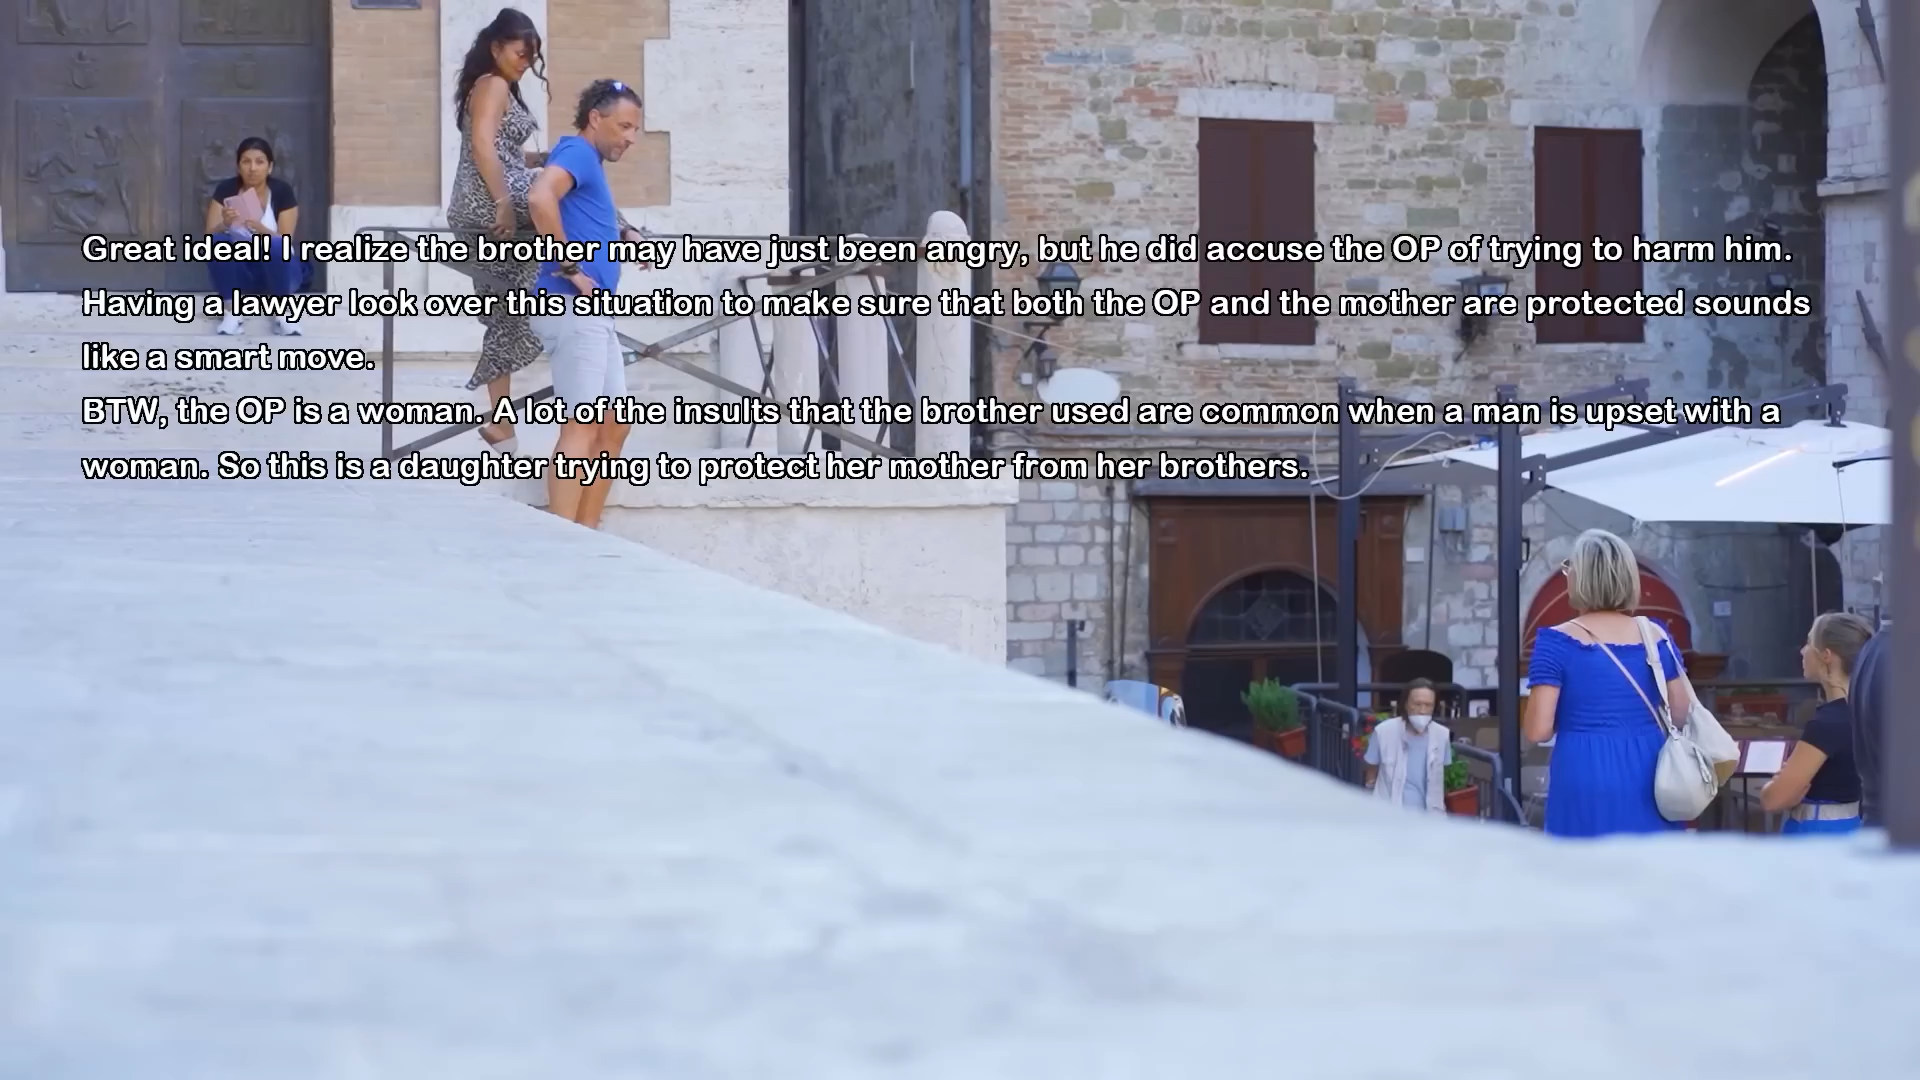 Great ideal! I realize the brother may have just been angry, but he did accuse the OP of trying to harm him.
Having a lawyer look over this situation to make sure that both the OP and the mother are protected sounds
like a smart move.
BTW, the OP is a woman. A lot of the insults that the brother used are common when a man is upset with a
woman. So this is a daughter trying to protect her mother from her brothers.